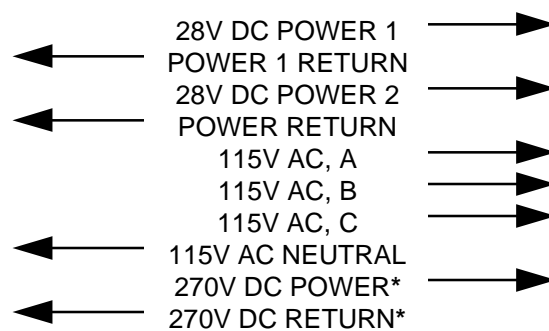 28V DC POWER 1
POWER 1 RETURN
28V DC POWER 2
POWER RETURN
115V AC, A
115V AC, B
115V AC, C
115V AC NEUTRAL
270V DC POWER*
270V DC RETURN*